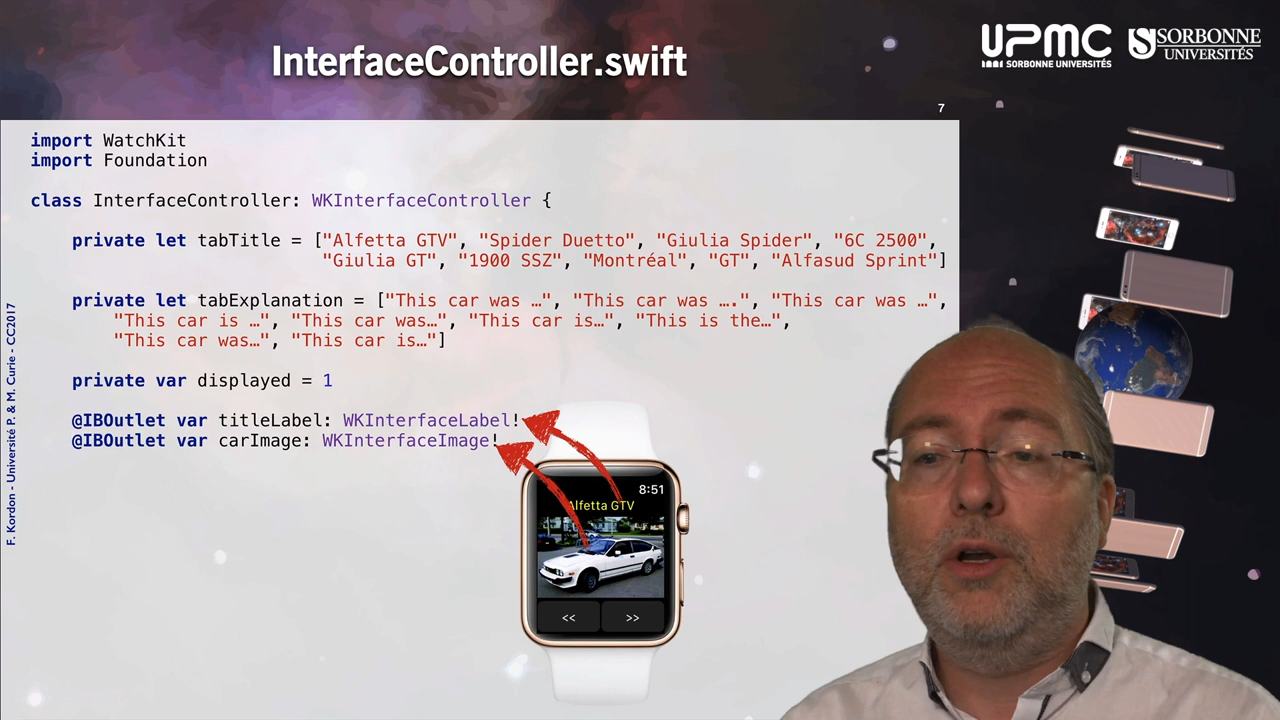 InterfaceController.swift
UPMC
SORBONNE UNIVERSITÉS
SORBONNE
UNIVERSITÉS
7
import WatchKit
import Foundation
class InterfaceController: WKInterfaceController {
private let tabTitle = ["Alfetta GTV", "Spider Duetto", "Giulia Spider", "6C 2500",
"Giulia GT", "1900 SSZ", "Montréal", "GT", "Alfasud Sprint"]
private let tabExplanation = ["This car was …", "This car was ….", "This car was …",
"This car is …", "This car was…", "This car is…", "This is the…",
"This car was…", "This car is…"]
private var displayed = 1
@IBOutlet var titleLabel: WKInterfaceLabel!
@IBOutlet var carImage: WKInterfaceImage!
8:51
Alfetta GTV
<< >>
F. Kordon - Université P. & M. Curie - CC2017